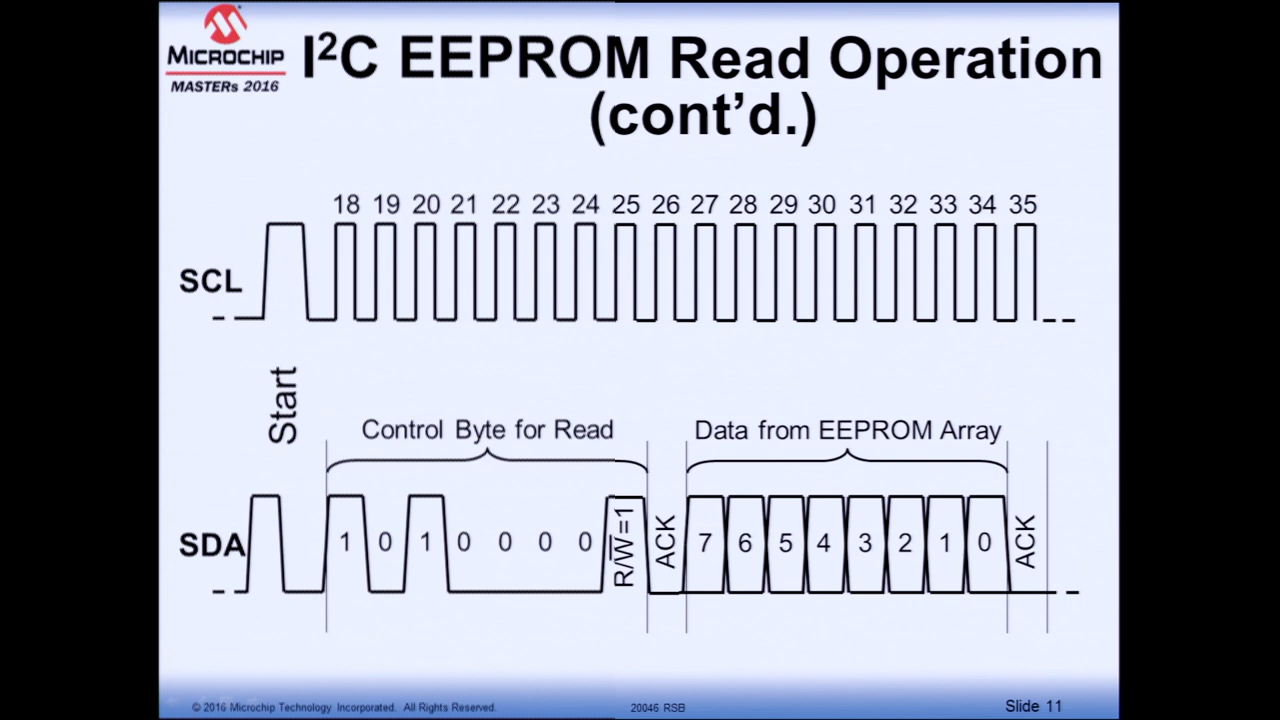 MICROCHIP
MASTERs 2016
I²C EEPROM Read Operation
(cont’d.)
18 19 20 21 22 23 24 25 26 27 28 29 30 31 32 33 34 35
SCL
Start
Control Byte for Read
Data from EEPROM Array
SDA
1 0 1 0 0 0 0 R/W̅=1 ACK 7 6 5 4 3 2 1 0 ACK
© 2016 Microchip Technology Incorporated. All Rights Reserved.
20046 RSB
Slide 11